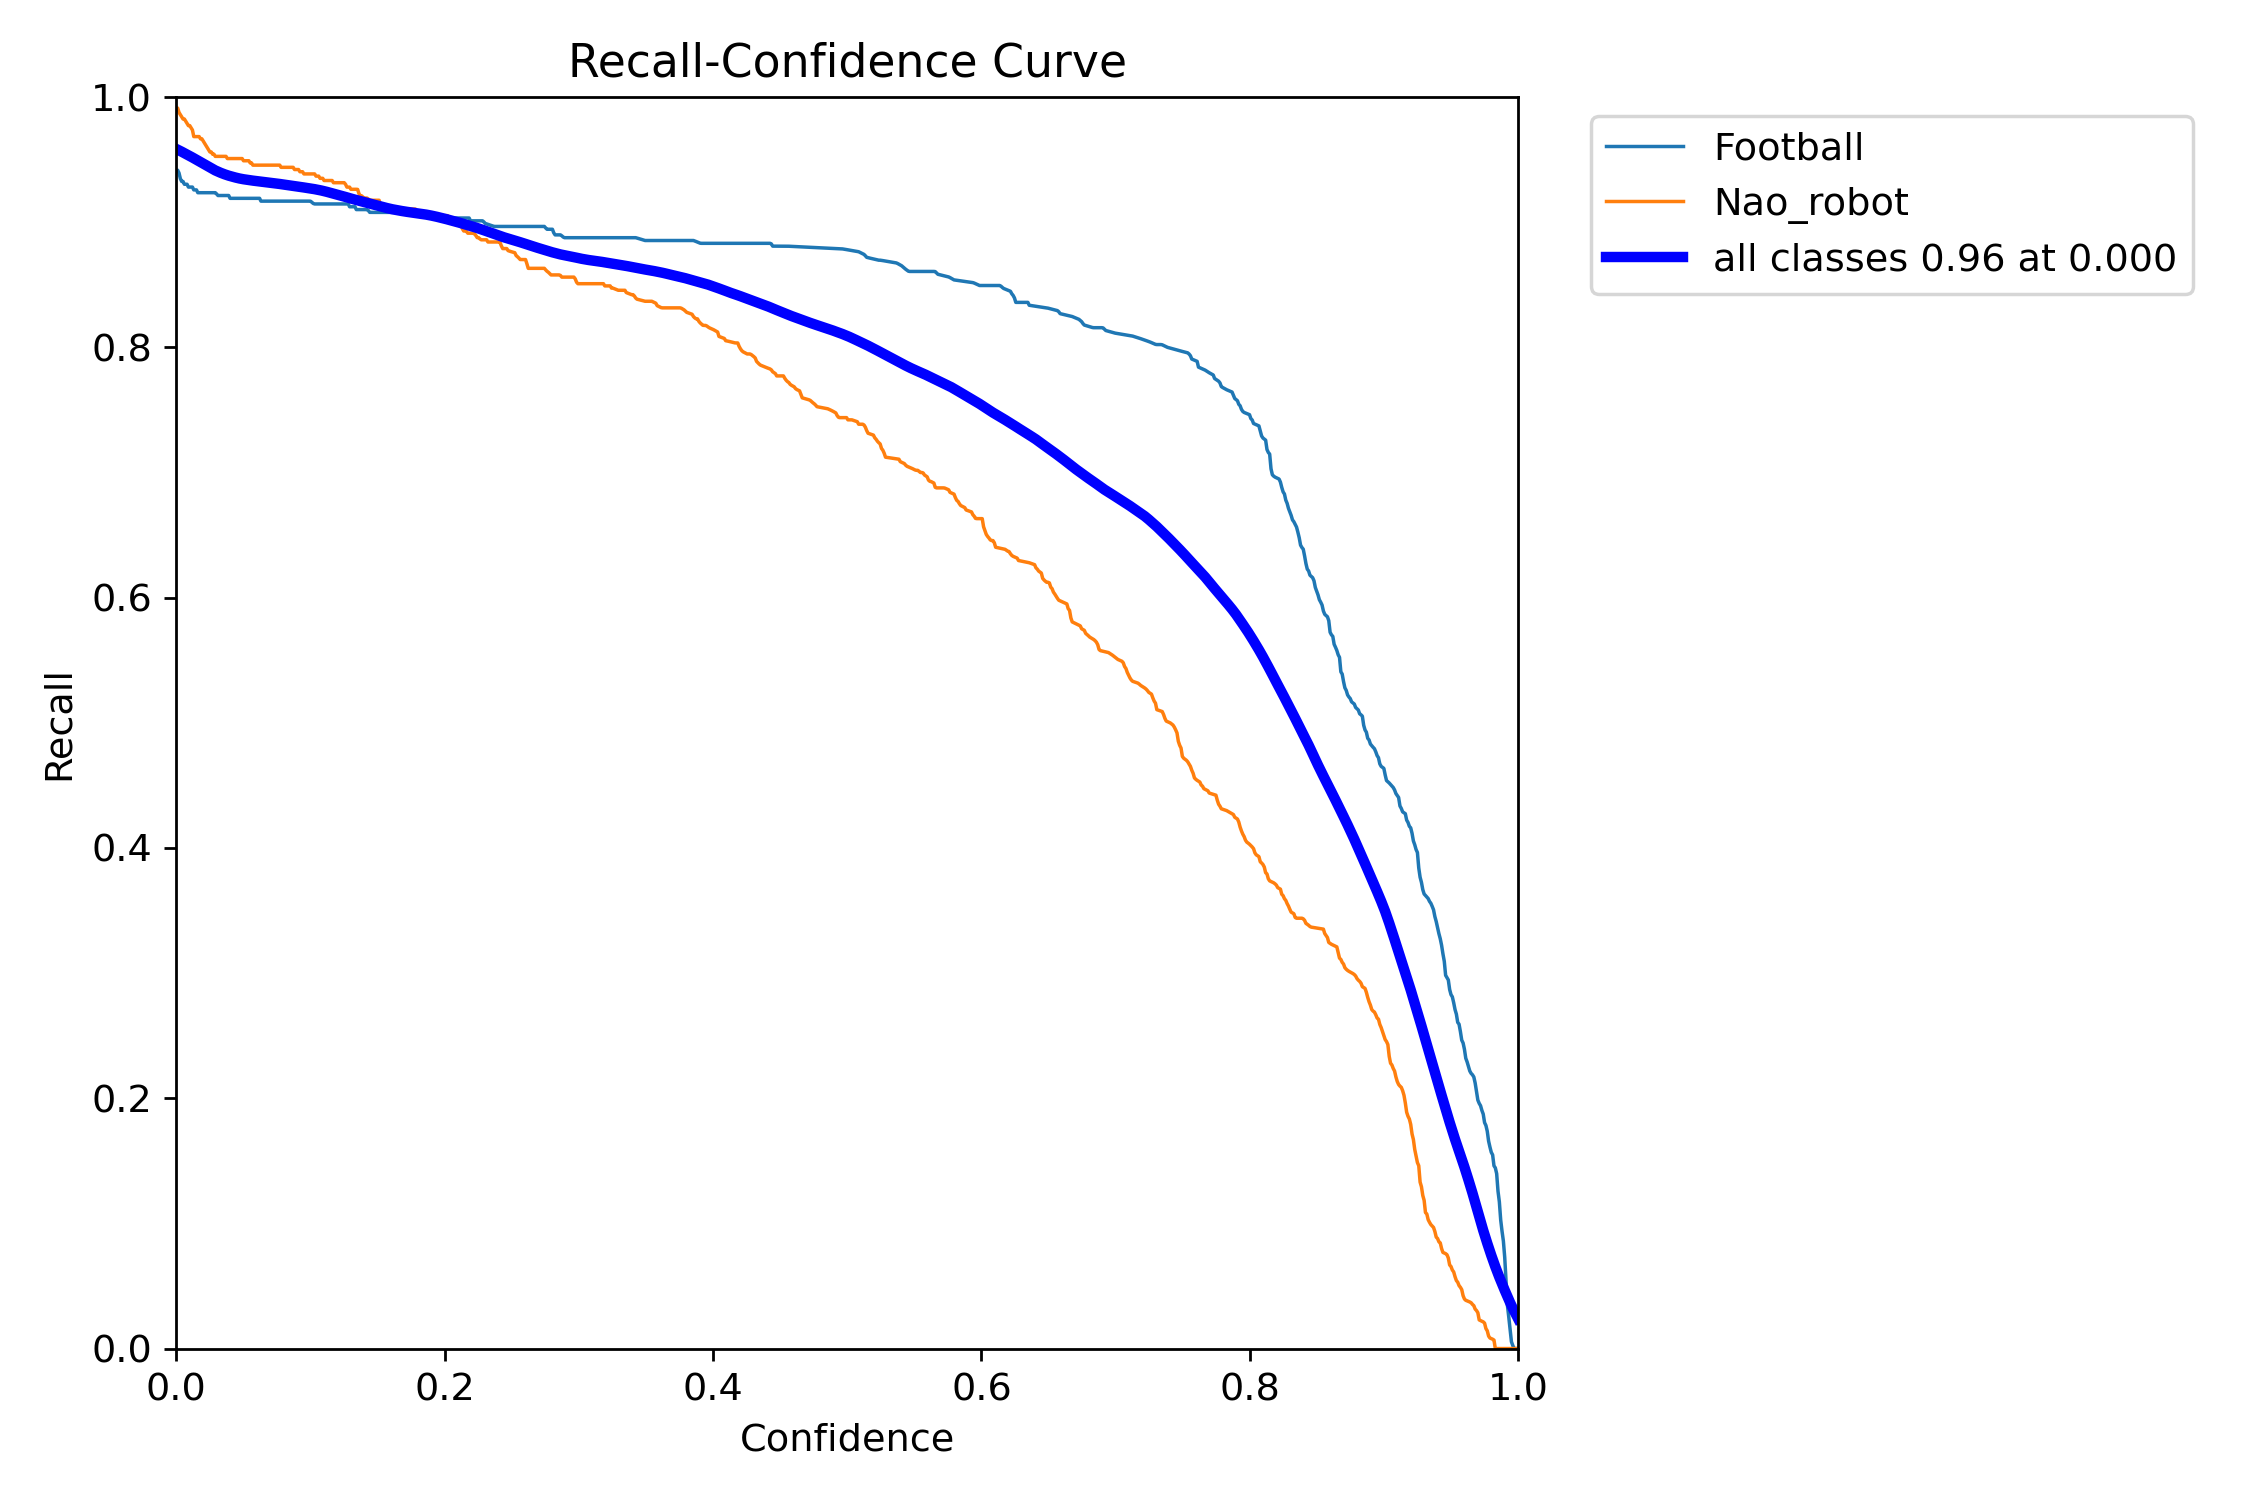 Recall-Confidence Curve
1.0
0.8
0.6
0.4
0.2
0.0
Recall
0.0 0.2 0.4 0.6 0.8 1.0
Confidence
Football
Nao_robot
all classes 0.96 at 0.000